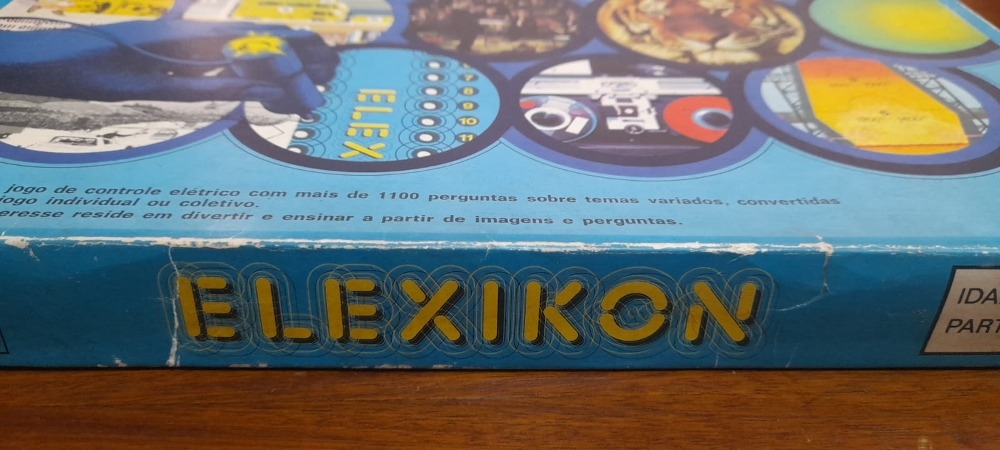 ELEX
7
8
9
10
11
jogo de controle elétrico com mais de 1100 perguntas sobre temas variados, convertidas
jogo individual ou coletivo.
eresse reside em divertir e ensinar a partir de imagens e perguntas.
ELEXIKON
IDA
PART